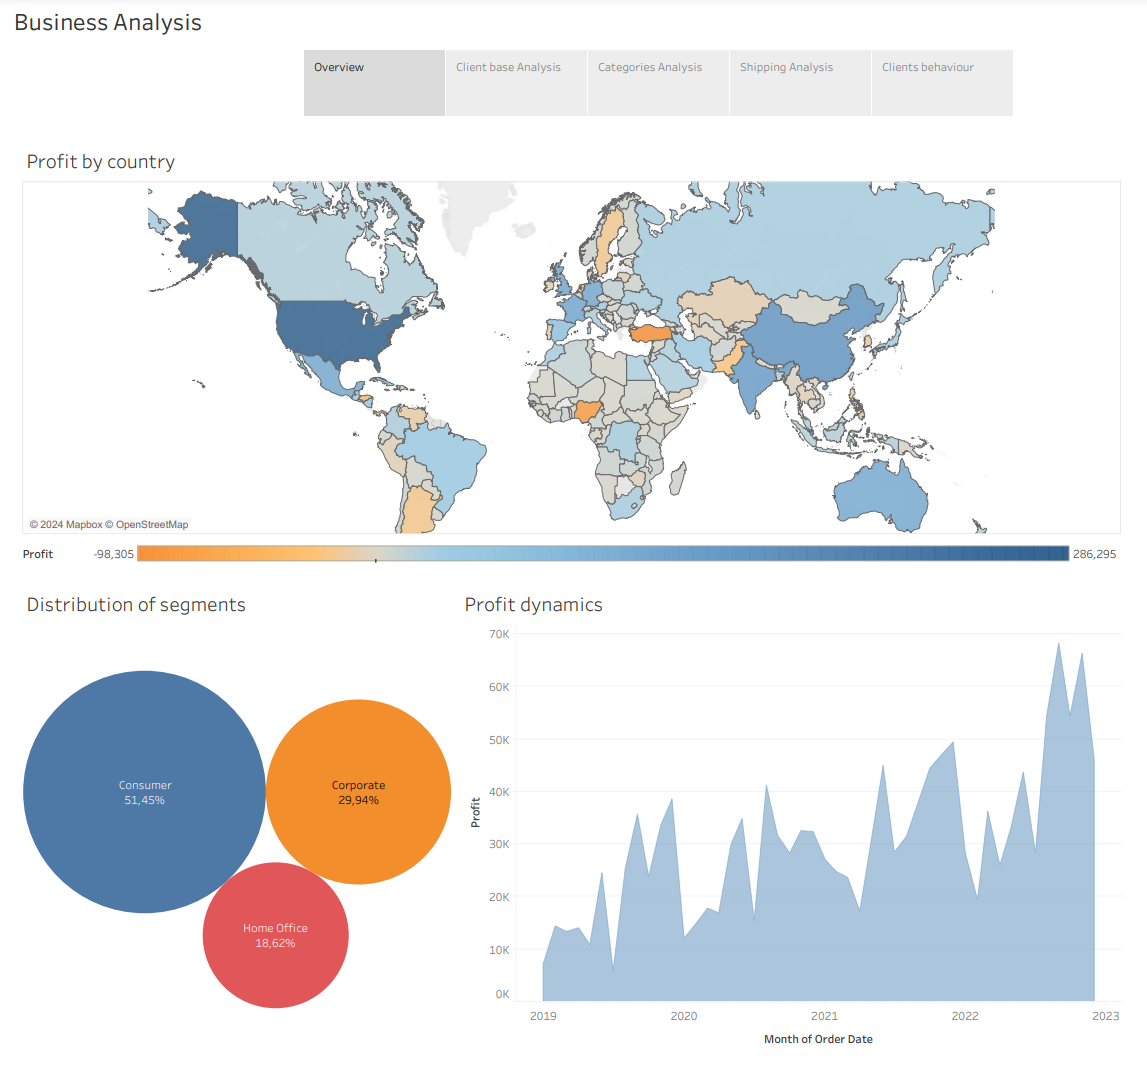 Business Analysis
Overview
Client base Analysis
Categories Analysis
Shipping Analysis
Clients behaviour
Profit by country
© 2024 Mapbox © OpenStreetMap
Profit
-98,305
286,295
Distribution of segments
Consumer
51,45%
Corporate
29,94%
Home Office
18,62%
Profit dynamics
70K
60K
50K
40K
30K
20K
10K
0K
Profit
2019
2020
2021
2022
2023
Month of Order Date